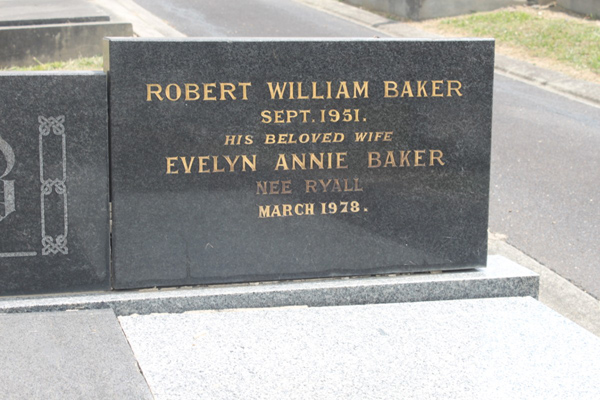 ROBERT WILLIAM BAKER
SEPT. 1951.
HIS BELOVED WIFE
EVELYN ANNIE BAKER
NEE RYALL
MARCH 1978.